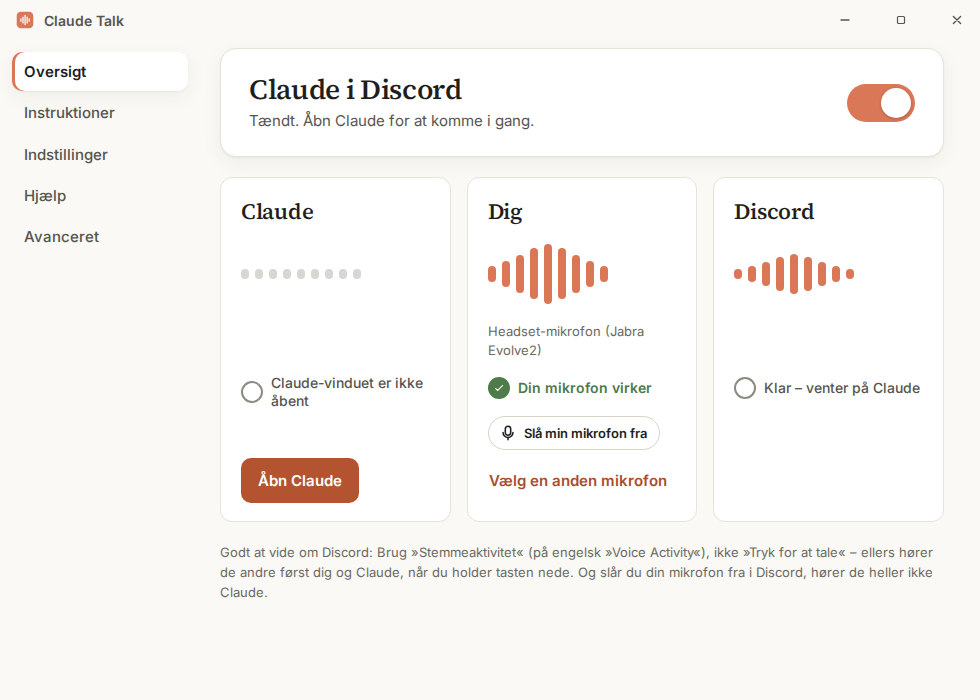 Claude Talk
Oversigt
Instruktioner
Indstillinger
Hjælp
Avanceret
Claude i Discord
Tændt. Åbn Claude for at komme i gang.
Claude
Claude-vinduet er ikke
åbent
Åbn Claude
Dig
Headset-mikrofon (Jabra
Evolve2)
Din mikrofon virker
Slå min mikrofon fra
Vælg en anden mikrofon
Discord
Klar – venter på Claude
Godt at vide om Discord: Brug »Stemmeaktivitet« (på engelsk »Voice Activity«), ikke »Tryk for at tale« – ellers hører
de andre først dig og Claude, når du holder tasten nede. Og slår du din mikrofon fra i Discord, hører de heller ikke
Claude.